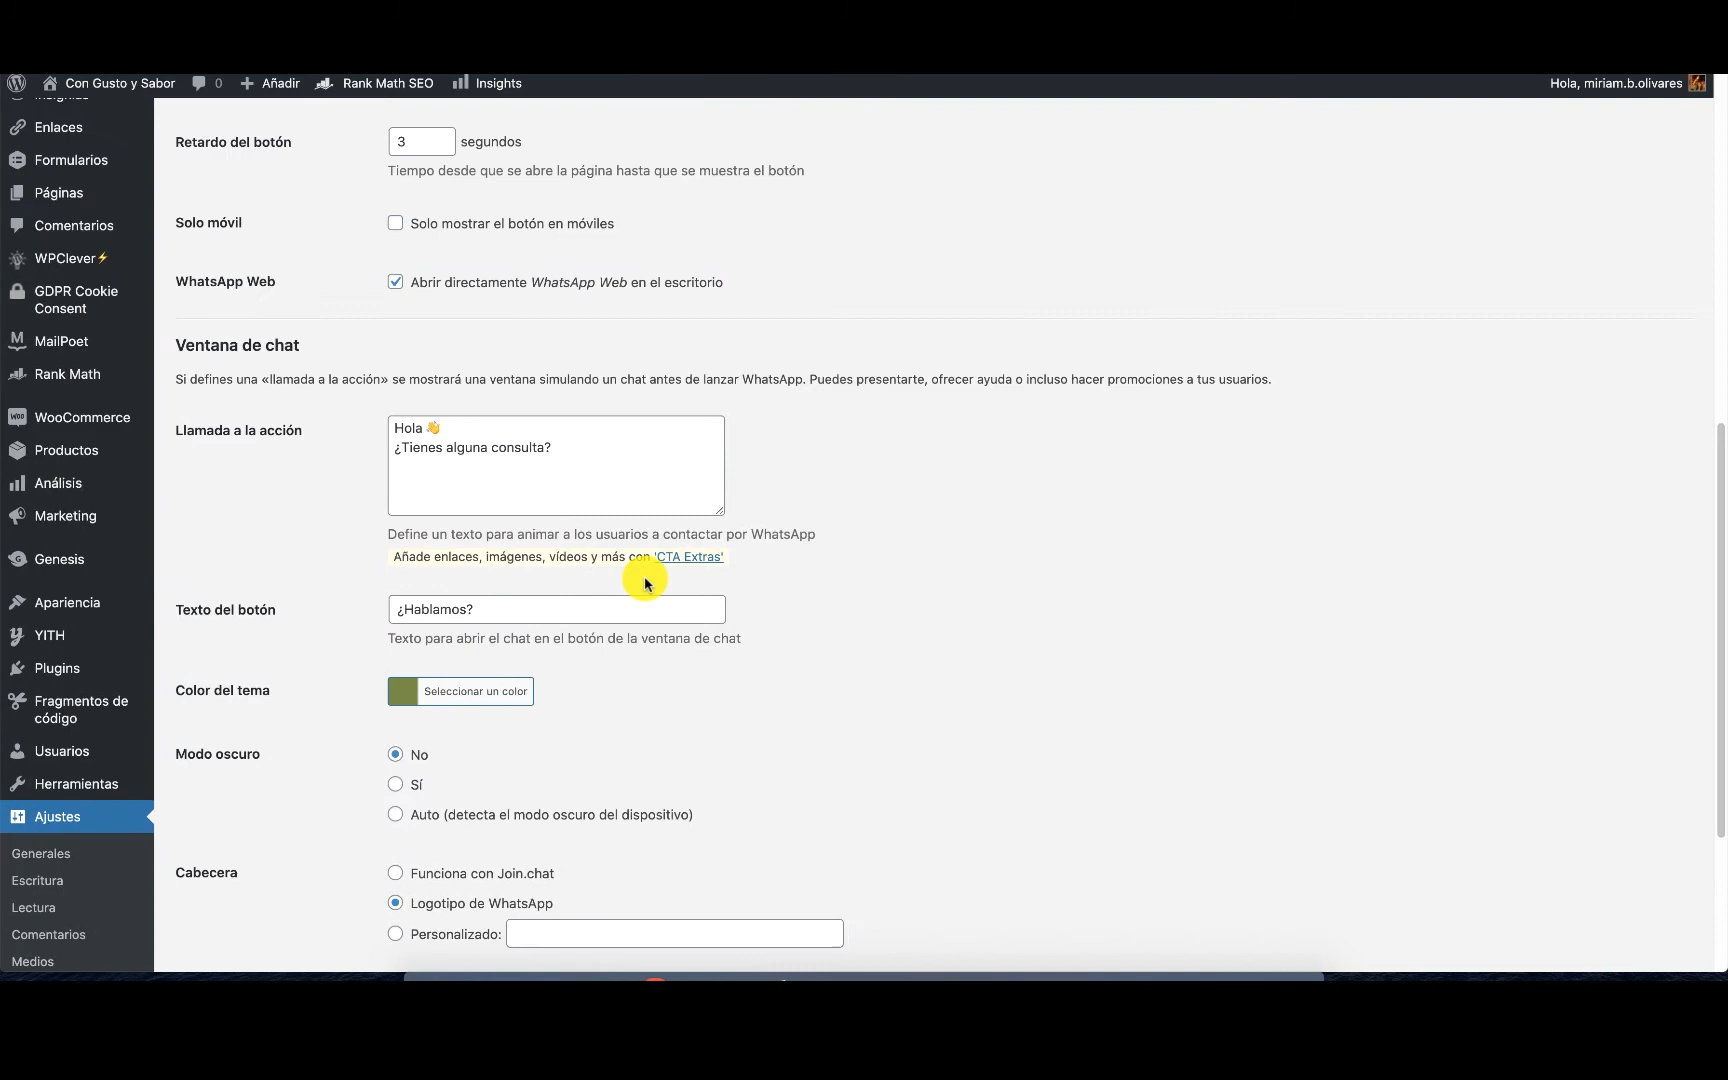 Con Gusto y Sabor
0
Añadir
Rank Math SEO
Insights
Hola, miriam.b.olivares
Enlaces
Formularios
Páginas
Comentarios
WPClever⚡
GDPR Cookie
Consent
MailPoet
Rank Math
WooCommerce
Productos
Análisis
Marketing
Genesis
Apariencia
YITH
Plugins
Fragmentos de
código
Usuarios
Herramientas
Ajustes
Generales
Escritura
Lectura
Comentarios
Medios
Retardo del botón
3 segundos
Tiempo desde que se abre la página hasta que se muestra el botón
Solo móvil
Solo mostrar el botón en móviles
WhatsApp Web
Abrir directamente WhatsApp Web en el escritorio
Ventana de chat
Si defines una «llamada a la acción» se mostrará una ventana simulando un chat antes de lanzar WhatsApp. Puedes presentarte, ofrecer ayuda o incluso hacer promociones a tus usuarios.
Llamada a la acción
Hola 👋
¿Tienes alguna consulta?
Define un texto para animar a los usuarios a contactar por WhatsApp
Añade enlaces, imágenes, vídeos y más con 'CTA Extras'
Texto del botón
¿Hablamos?
Texto para abrir el chat en el botón de la ventana de chat
Color del tema
Seleccionar un color
Modo oscuro
No
Sí
Auto (detecta el modo oscuro del dispositivo)
Cabecera
Funciona con Join.chat
Logotipo de WhatsApp
Personalizado: